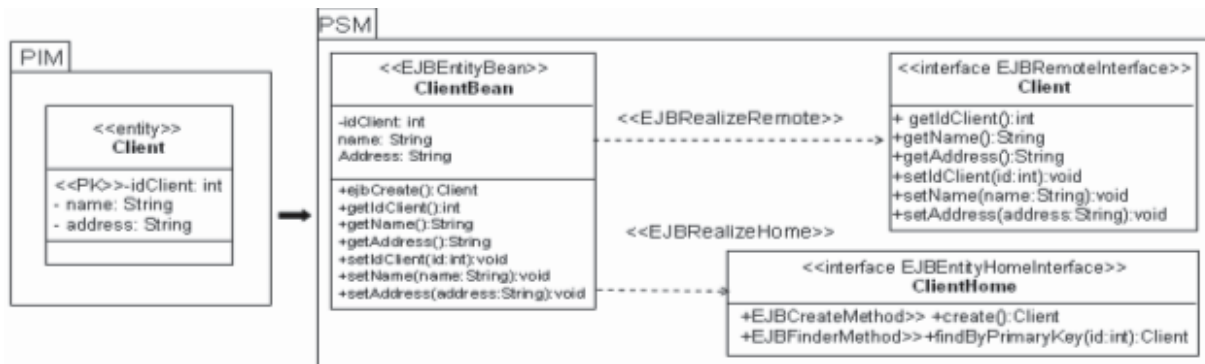 PIM
<<entity>>
Client
<<PK>>-idClient: int
- name: String
- address: String
PSM
<<EJBEntityBean>>
ClientBean
-idClient: int
name: String
Address: String
+ejbCreate():Client
+getIdClient():int
+getName():String
+getAddress():String
+setIdClient(id:int):void
+setName(name:String):void
+setAddress(address:String):void
<<EJBRealizeRemote>>
<<EJBRealizeHome>>
<<interface EJBRemoteInterface>>
Client
+ getIdClient():int
+getName():String
+getAddress():String
+setIdClient(id:int):void
+setName(name:String):void
+setAddress(address:String):void
<<interface EJBEntityHomeInterface>>
ClientHome
+EJBCreateMethod>> +create():Client
+EJBFinderMethod>>+findByPrimaryKey(id:int):Client